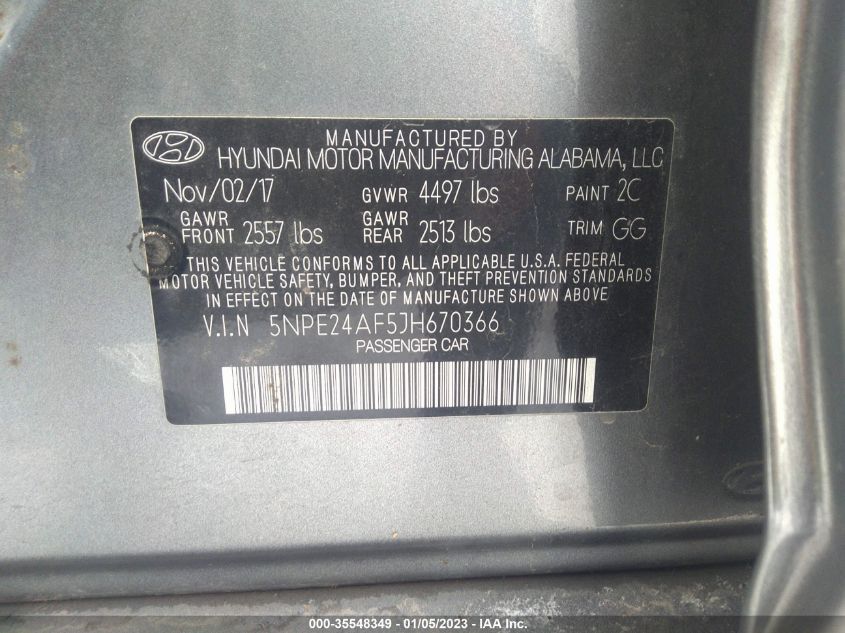 MANUFACTURED BY
HYUNDAI MOTOR MANUFACTURING ALABAMA, LLC
Nov/02/17 GVWR 4497 lbs PAINT 2C
GAWR FRONT 2557 lbs GAWR REAR 2513 lbs TRIM GG
THIS VEHICLE CONFORMS TO ALL APPLICABLE U.S.A. FEDERAL
MOTOR VEHICLE SAFETY, BUMPER, AND THEFT PREVENTION STANDARDS
IN EFFECT ON THE DATE OF MANUFACTURE SHOWN ABOVE
V.I.N 5NPE24AF5JH670366
PASSENGER CAR
000-35548349 - 01/05/2023 - IAA Inc.